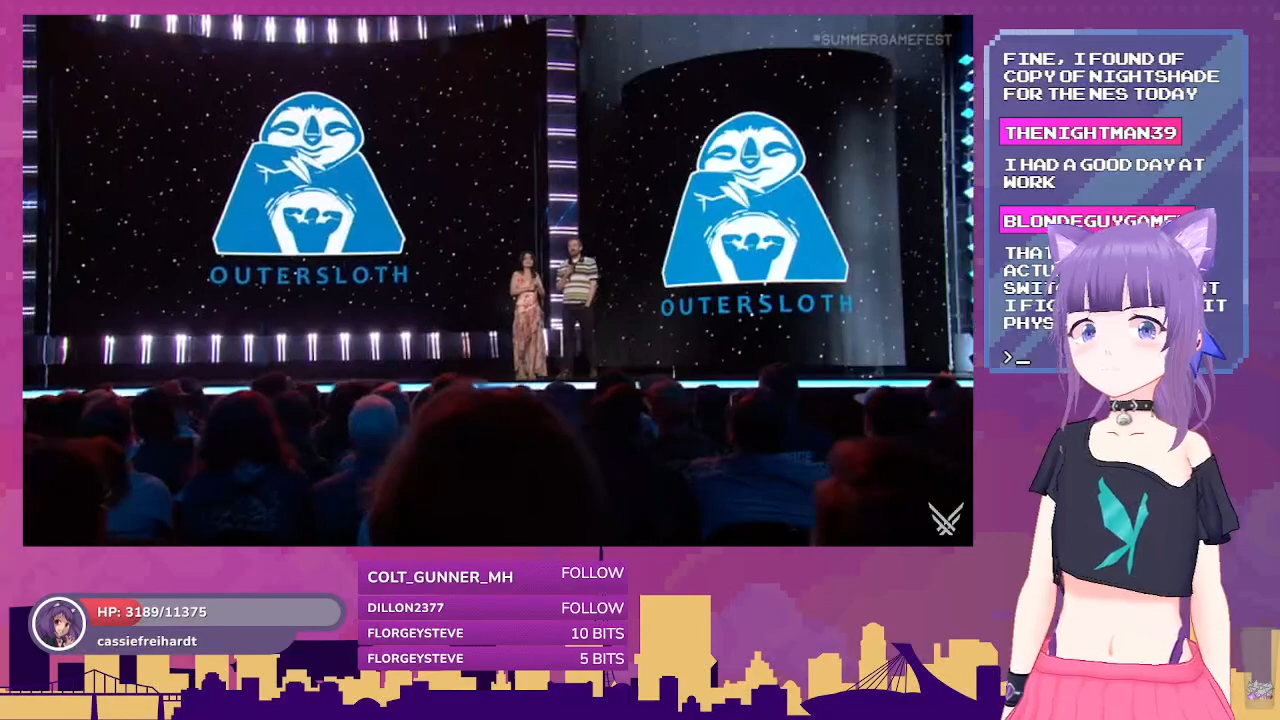 #SUMMERGAMEFEST
OUTERSLOTH
OUTERSLOTH
FINE, I FOUND OF
COPY OF NIGHTSHADE
FOR THE NES TODAY
THENIGHTMAN39
I HAD A GOOD DAY AT
WORK
BLONDEGUYGAME
THAT
ACTU
SWIT
I FIG IT
PHYS
>_
HP: 3189/11375
cassiefreihardt
COLT_GUNNER_MH FOLLOW
DILLON2377 FOLLOW
FLORGEYSTEVE 10 BITS
FLORGEYSTEVE 5 BITS